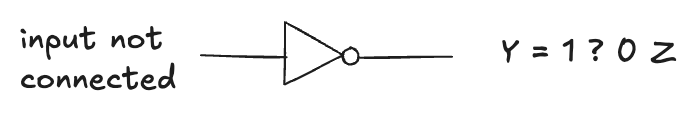 input not
connected
Y = 1 ? 0 Z